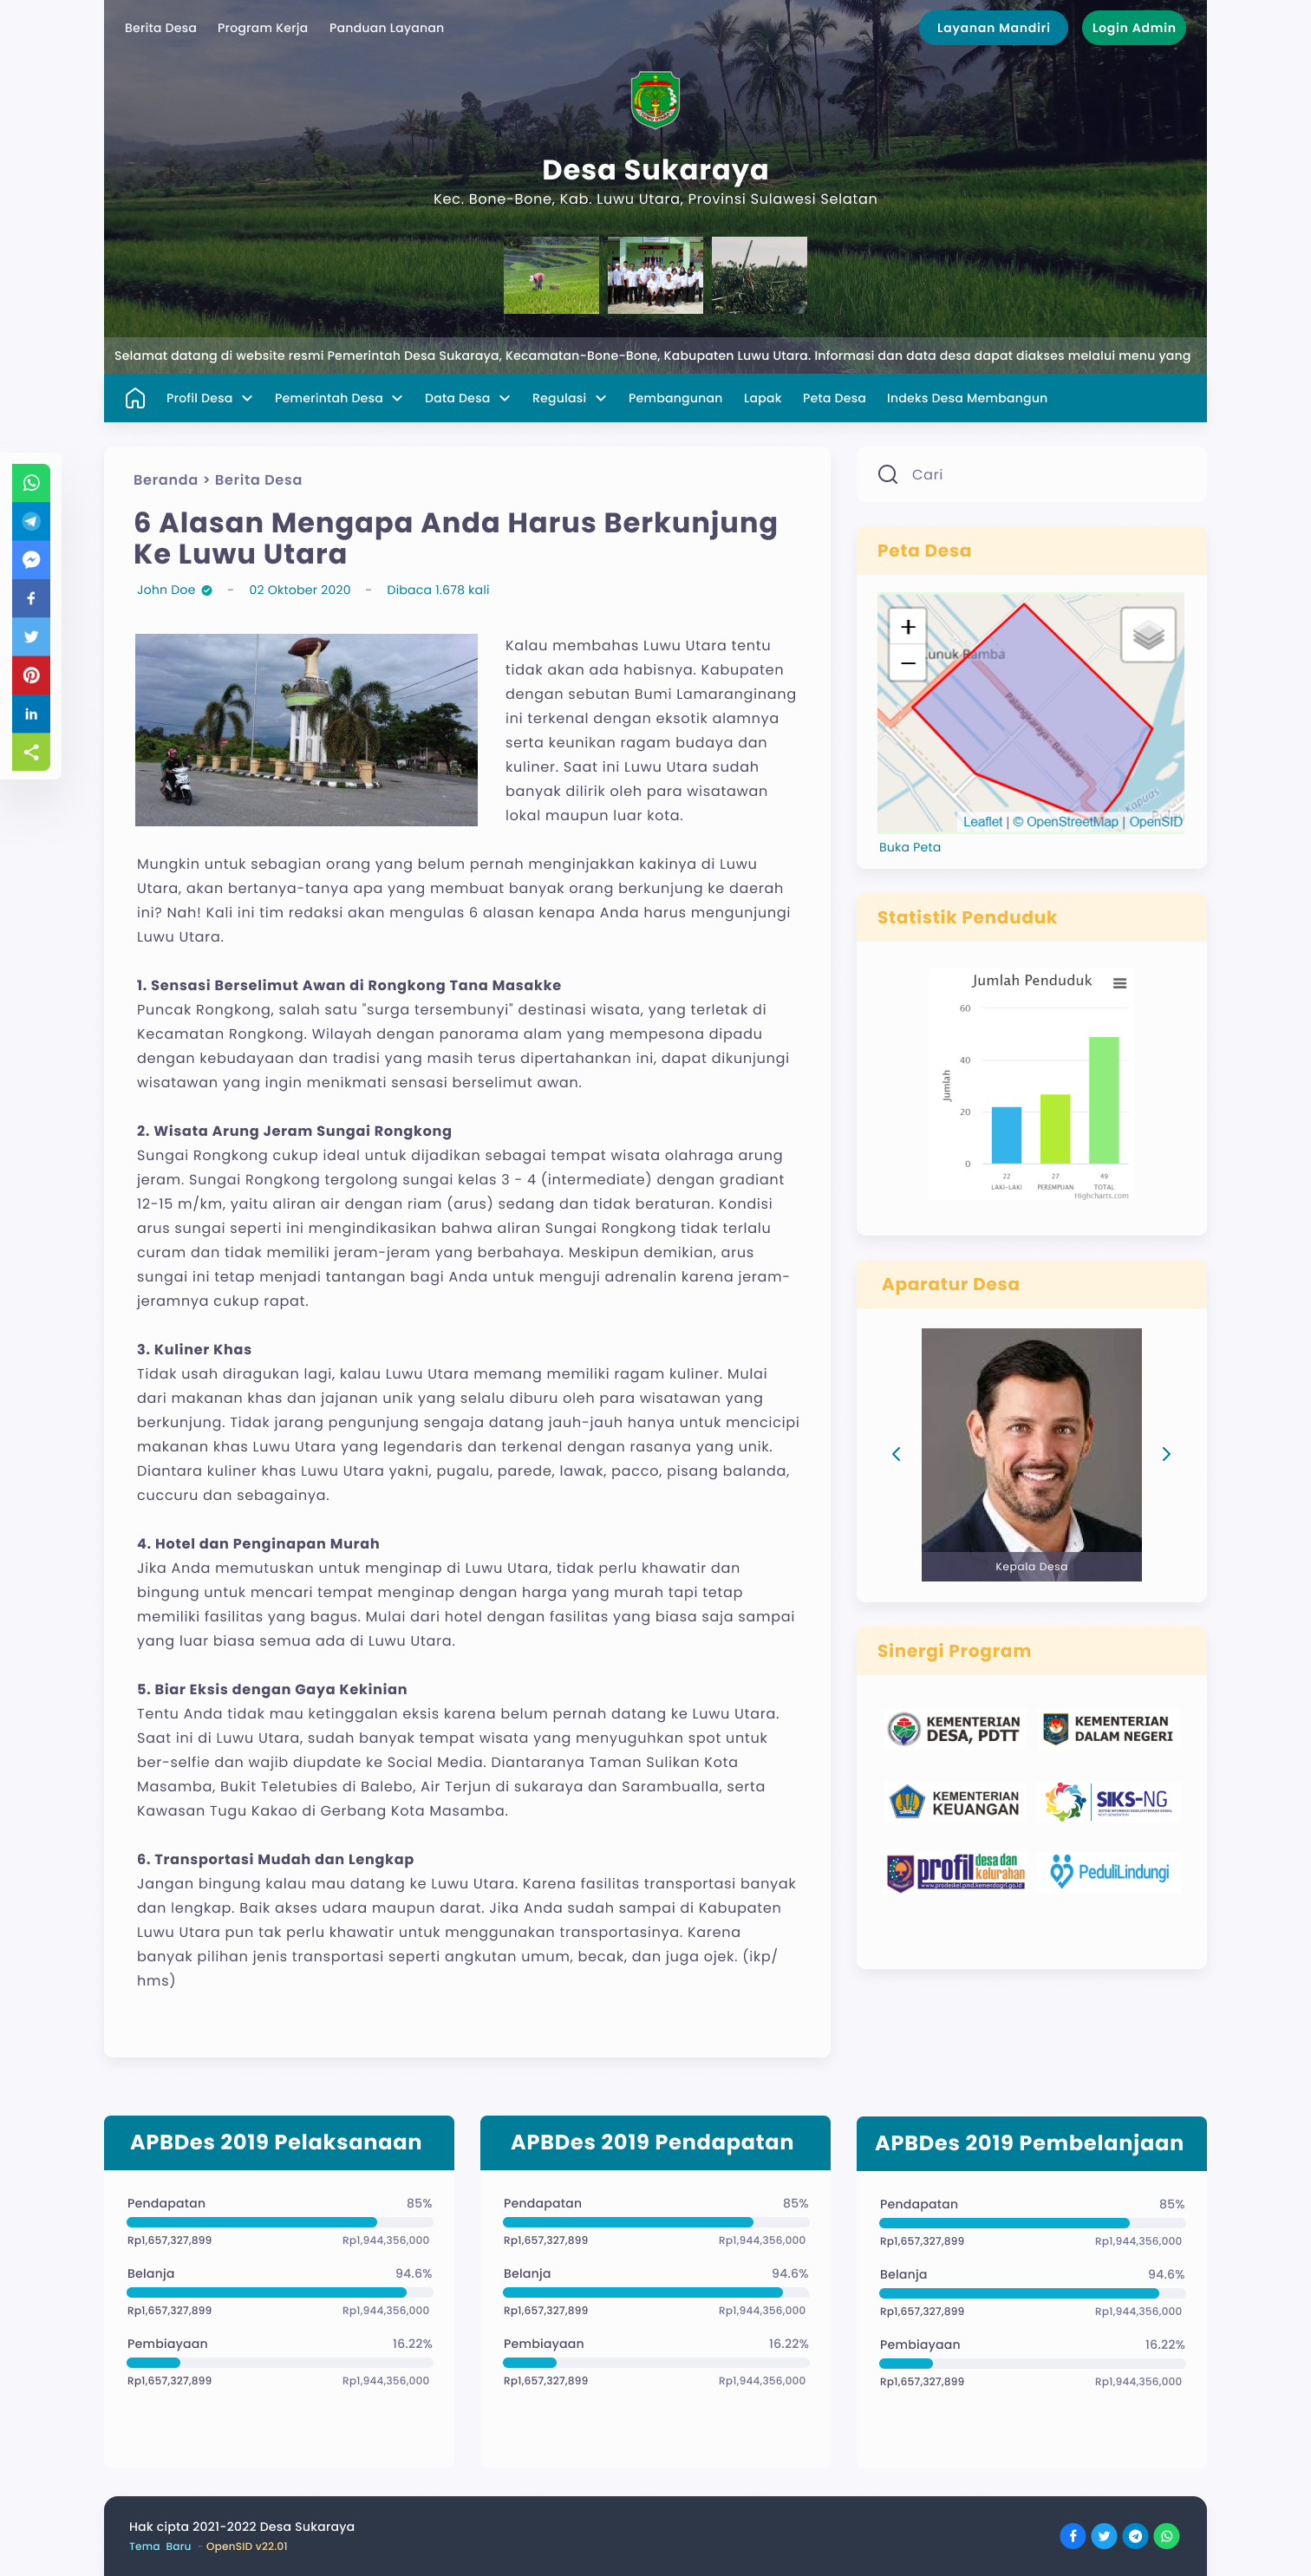 Berita Desa Program Kerja Panduan Layanan Layanan Mandiri Login Admin
Desa Sukaraya
Kec. Bone-Bone, Kab. Luwu Utara, Provinsi Sulawesi Selatan
Selamat datang di website resmi Pemerintah Desa Sukaraya, Kecamatan-Bone-Bone, Kabupaten Luwu Utara. Informasi dan data desa dapat diakses melalui menu yang
Profil Desa Pemerintah Desa Data Desa Regulasi Pembangunan Lapak Peta Desa Indeks Desa Membangun
Beranda > Berita Desa
6 Alasan Mengapa Anda Harus Berkunjung
Ke Luwu Utara
John Doe - 02 Oktober 2020 - Dibaca 1.678 kali
Kalau membahas Luwu Utara tentu
tidak akan ada habisnya. Kabupaten
dengan sebutan Bumi Lamaranginang
ini terkenal dengan eksotik alamnya
serta keunikan ragam budaya dan
kuliner. Saat ini Luwu Utara sudah
banyak dilirik oleh para wisatawan
lokal maupun luar kota.
Mungkin untuk sebagian orang yang belum pernah menginjakkan kakinya di Luwu
Utara, akan bertanya-tanya apa yang membuat banyak orang berkunjung ke daerah
ini? Nah! Kali ini tim redaksi akan mengulas 6 alasan kenapa Anda harus mengunjungi
Luwu Utara.
1. Sensasi Berselimut Awan di Rongkong Tana Masakke
Puncak Rongkong, salah satu "surga tersembunyi" destinasi wisata, yang terletak di
Kecamatan Rongkong. Wilayah dengan panorama alam yang mempesona dipadu
dengan kebudayaan dan tradisi yang masih terus dipertahankan ini, dapat dikunjungi
wisatawan yang ingin menikmati sensasi berselimut awan.
2. Wisata Arung Jeram Sungai Rongkong
Sungai Rongkong cukup ideal untuk dijadikan sebagai tempat wisata olahraga arung
jeram. Sungai Rongkong tergolong sungai kelas 3 - 4 (intermediate) dengan gradiant
12-15 m/km, yaitu aliran air dengan riam (arus) sedang dan tidak beraturan. Kondisi
arus sungai seperti ini mengindikasikan bahwa aliran Sungai Rongkong tidak terlalu
curam dan tidak memiliki jeram-jeram yang berbahaya. Meskipun demikian, arus
sungai ini tetap menjadi tantangan bagi Anda untuk menguji adrenalin karena jeram-
jeramnya cukup rapat.
3. Kuliner Khas
Tidak usah diragukan lagi, kalau Luwu Utara memang memiliki ragam kuliner. Mulai
dari makanan khas dan jajanan unik yang selalu diburu oleh para wisatawan yang
berkunjung. Tidak jarang pengunjung sengaja datang jauh-jauh hanya untuk mencicipi
makanan khas Luwu Utara yang legendaris dan terkenal dengan rasanya yang unik.
Diantara kuliner khas Luwu Utara yakni, pugalu, parede, lawak, pacco, pisang balanda,
cuccuru dan sebagainya.
4. Hotel dan Penginapan Murah
Jika Anda memutuskan untuk menginap di Luwu Utara, tidak perlu khawatir dan
bingung untuk mencari tempat menginap dengan harga yang murah tapi tetap
memiliki fasilitas yang bagus. Mulai dari hotel dengan fasilitas yang biasa saja sampai
yang luar biasa semua ada di Luwu Utara.
5. Biar Eksis dengan Gaya Kekinian
Tentu Anda tidak mau ketinggalan eksis karena belum pernah datang ke Luwu Utara.
Saat ini di Luwu Utara, sudah banyak tempat wisata yang menyuguhkan spot untuk
ber-selfie dan wajib diupdate ke Social Media. Diantaranya Taman Sulikan Kota
Masamba, Bukit Teletubies di Balebo, Air Terjun di sukaraya dan Sarambualla, serta
Kawasan Tugu Kakao di Gerbang Kota Masamba.
6. Transportasi Mudah dan Lengkap
Jangan bingung kalau mau datang ke Luwu Utara. Karena fasilitas transportasi banyak
dan lengkap. Baik akses udara maupun darat. Jika Anda sudah sampai di Kabupaten
Luwu Utara pun tak perlu khawatir untuk menggunakan transportasinya. Karena
banyak pilihan jenis transportasi seperti angkutan umum, becak, dan juga ojek. (ikp/
hms)
Cari
Peta Desa
+
−
unuk Bamba
Palangkaraya - Basarang
Kapuas
Leaflet | © OpenStreetMap | OpenSID
Buka Peta
Statistik Penduduk
Jumlah Penduduk
60
40
20
0
Jumlah
22 27 49
LAKI-LAKI PEREMPUAN TOTAL
Highcharts.com
Aparatur Desa
Kepala Desa
Sinergi Program
KEMENTERIAN
DESA, PDTT
KEMENTERIAN
DALAM NEGERI
KEMENTERIAN
KEUANGAN
SIKS-NG
profil desa dan
kelurahan
www.prodeskel.pmd.kemendagri.go.id
PeduliLindungi
APBDes 2019 Pelaksanaan
Pendapatan 85%
Rp1,657,327,899 Rp1,944,356,000
Belanja 94.6%
Rp1,657,327,899 Rp1,944,356,000
Pembiayaan 16.22%
Rp1,657,327,899 Rp1,944,356,000
APBDes 2019 Pendapatan
Pendapatan 85%
Rp1,657,327,899 Rp1,944,356,000
Belanja 94.6%
Rp1,657,327,899 Rp1,944,356,000
Pembiayaan 16.22%
Rp1,657,327,899 Rp1,944,356,000
APBDes 2019 Pembelanjaan
Pendapatan 85%
Rp1,657,327,899 Rp1,944,356,000
Belanja 94.6%
Rp1,657,327,899 Rp1,944,356,000
Pembiayaan 16.22%
Rp1,657,327,899 Rp1,944,356,000
Hak cipta 2021-2022 Desa Sukaraya
Tema Baru - OpenSID v22.01